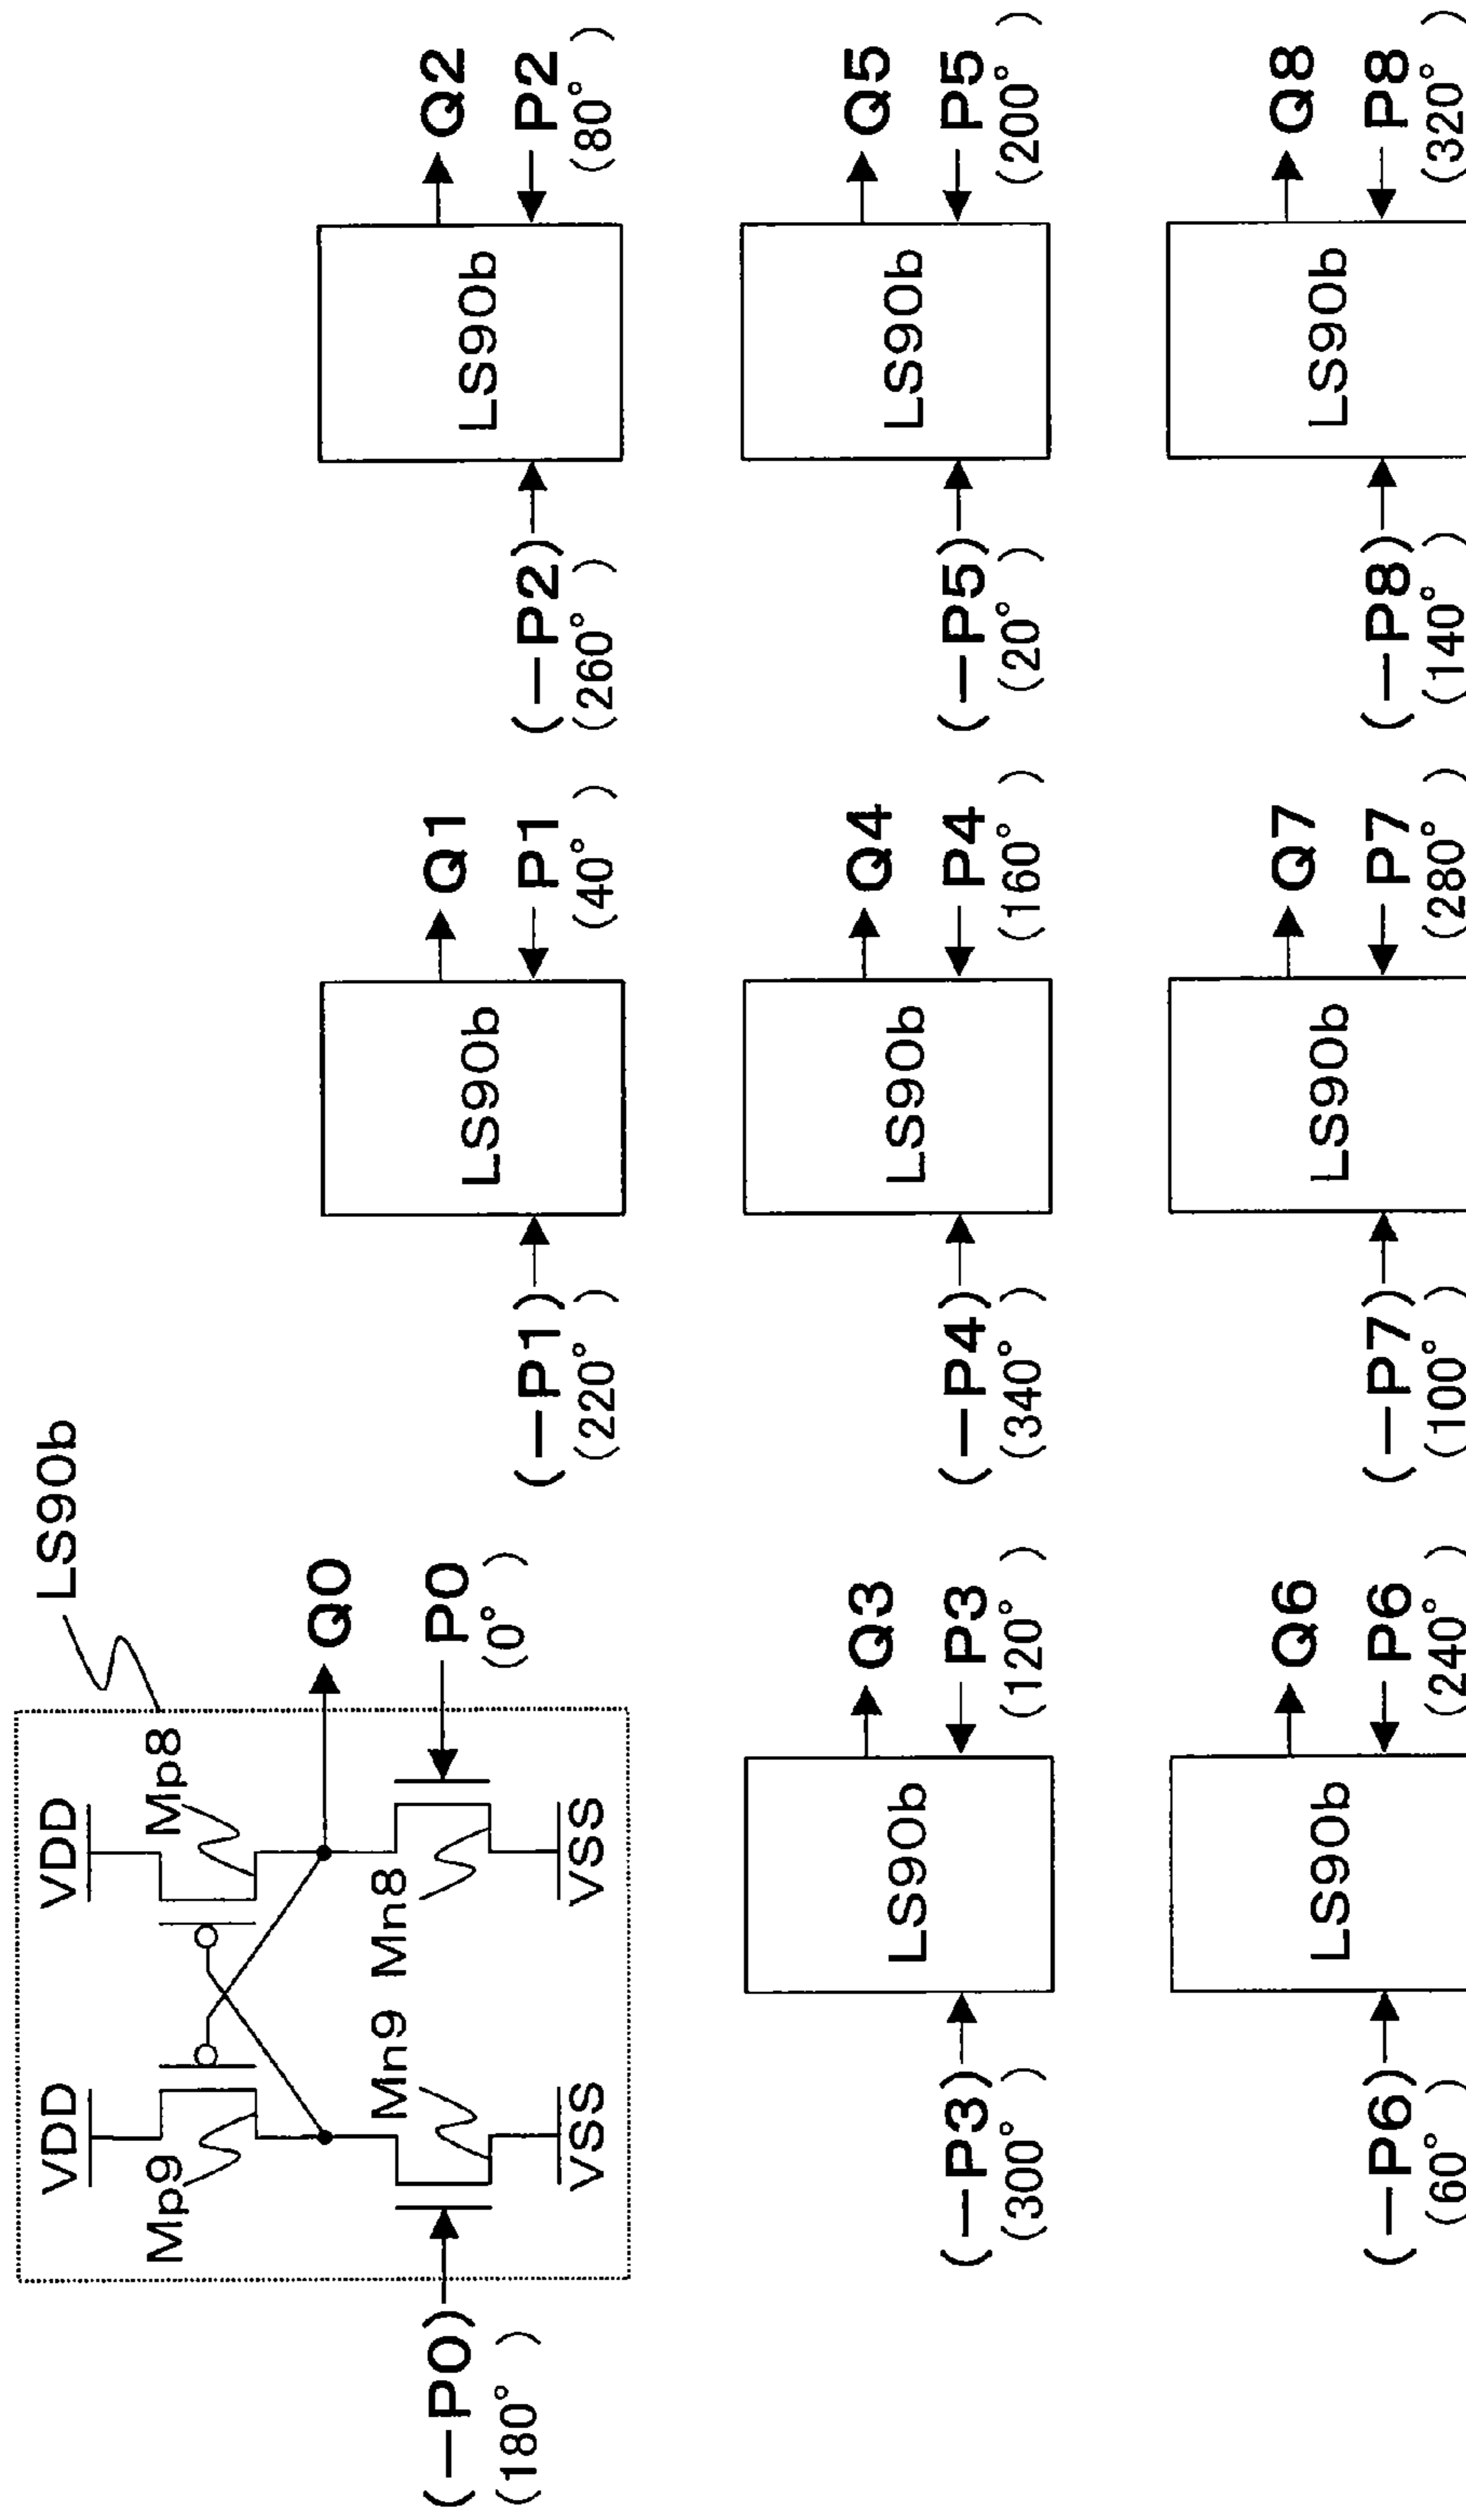 LS90b
VDD
VDD
Mp9
Mp8
Q0
Mn9
Mn8
(−P0)
(180°)
P0
(0°)
VSS
VSS
LS90b
Q1
(−P1)
(220°)
P1
(40°)
LS90b
Q2
(−P2)
(260°)
P2
(80°)
LS90b
Q3
(−P3)
(300°)
P3
(120°)
LS90b
Q4
(−P4)
(340°)
P4
(160°)
LS90b
Q5
(−P5)
(20°)
P5
(200°)
LS90b
Q6
(−P6)
(60°)
P6
(240°)
LS90b
Q7
(−P7)
(100°)
P7
(280°)
LS90b
Q8
(−P8)
(140°)
P8
(320°)